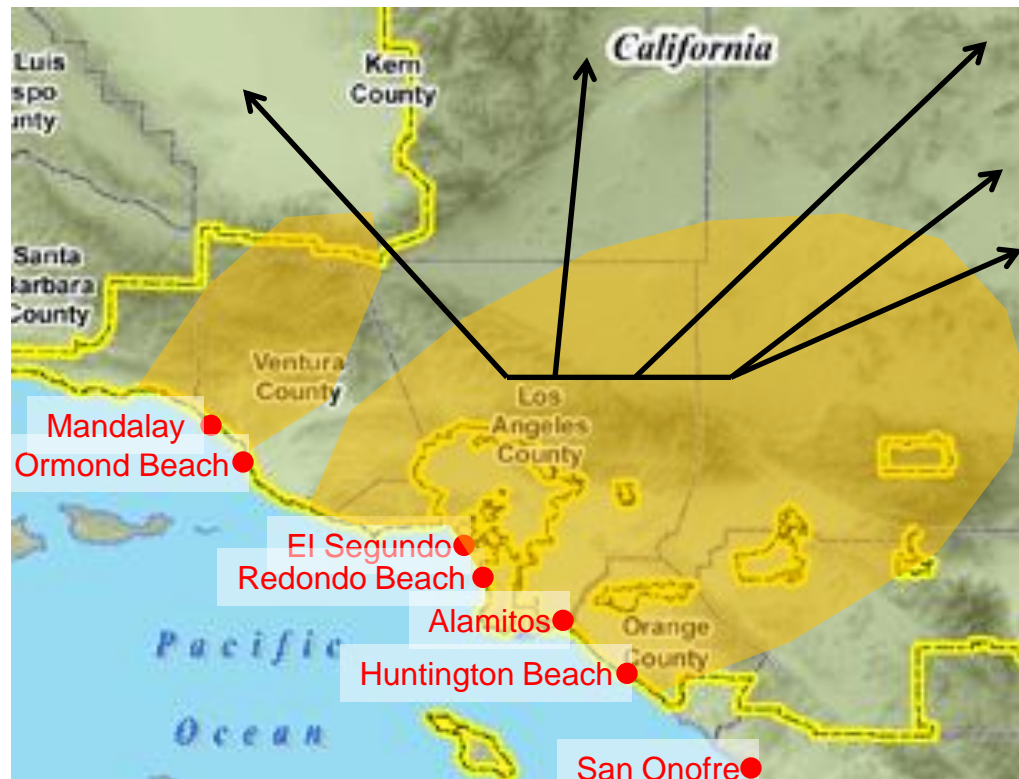 California
Luis
ispo
unty
Kern
County
Santa
Barbara
County
Ventura
County
Los
Angeles
County
Mandalay
Ormond Beach
El Segundo
Redondo Beach
Alamitos
Orange
County
Huntington Beach
Pacific
Ocean
San Onofre